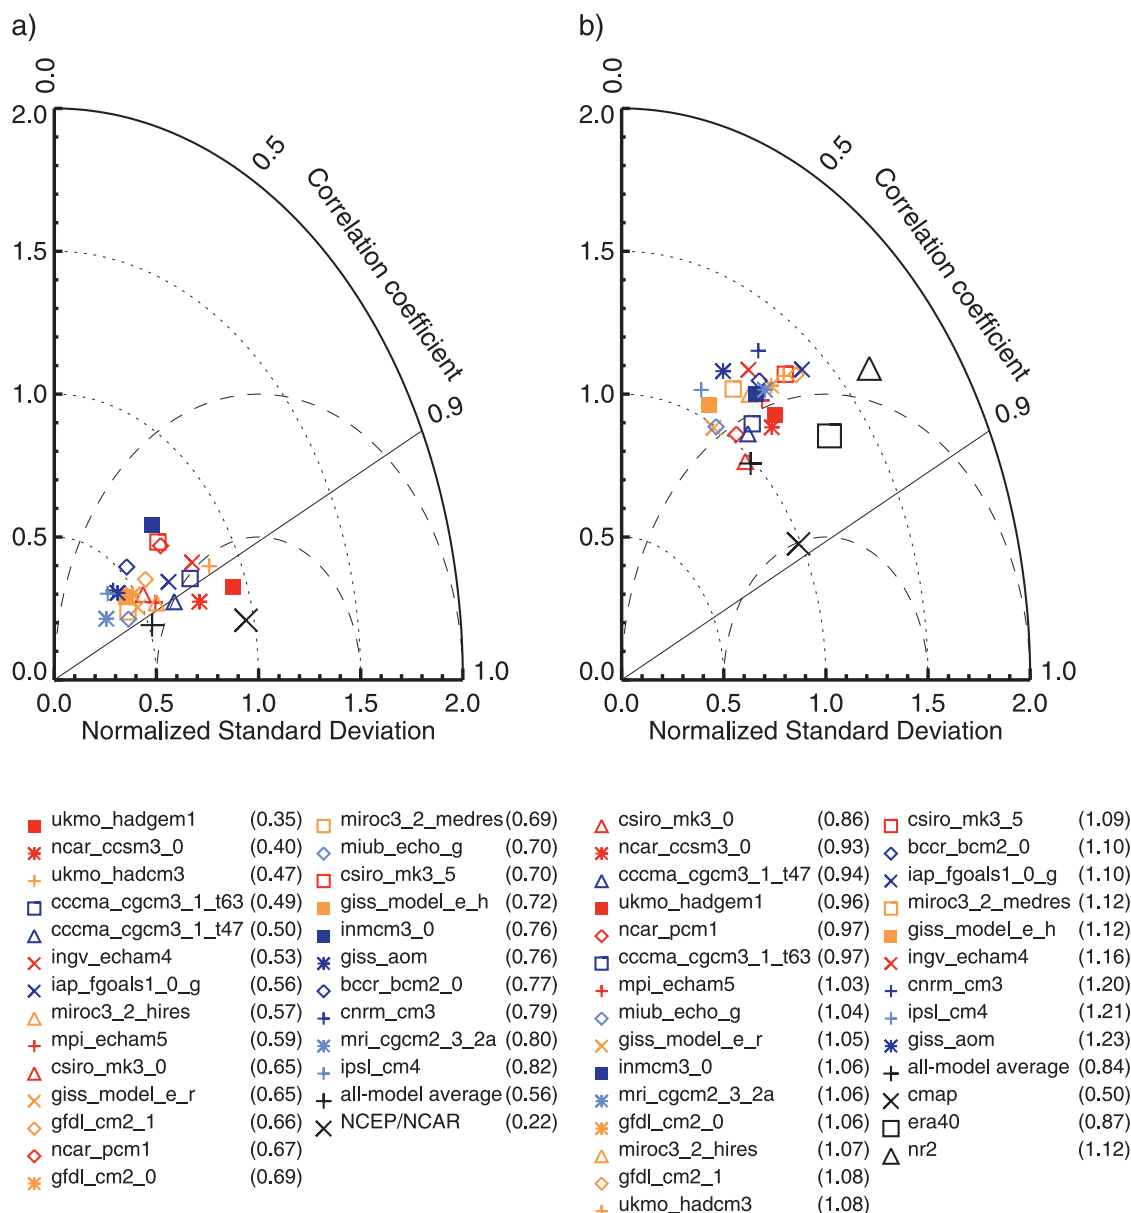 a)
0.0
2.0
1.5
1.0
0.5
0.0
0.5
Correlation coefficient
0.9
1.0
0.0 0.5 1.0 1.5 2.0
Normalized Standard Deviation
b)
0.0
2.0
1.5
1.0
0.5
0.0
0.5
Correlation coefficient
0.9
1.0
0.0 0.5 1.0 1.5 2.0
Normalized Standard Deviation
ukmo_hadgem1 (0.35)
ncar_ccsm3_0 (0.40)
ukmo_hadcm3 (0.47)
cccma_cgcm3_1_t63 (0.49)
cccma_cgcm3_1_t47 (0.50)
ingv_echam4 (0.53)
iap_fgoals1_0_g (0.56)
miroc3_2_hires (0.57)
mpi_echam5 (0.59)
csiro_mk3_0 (0.65)
giss_model_e_r (0.65)
gfdl_cm2_1 (0.66)
ncar_pcm1 (0.67)
gfdl_cm2_0 (0.69)
miroc3_2_medres (0.69)
miub_echo_g (0.70)
csiro_mk3_5 (0.70)
giss_model_e_h (0.72)
inmcm3_0 (0.76)
giss_aom (0.76)
bccr_bcm2_0 (0.77)
cnrm_cm3 (0.79)
mri_cgcm2_3_2a (0.80)
ipsl_cm4 (0.82)
all-model average (0.56)
NCEP/NCAR (0.22)
csiro_mk3_0 (0.86)
ncar_ccsm3_0 (0.93)
cccma_cgcm3_1_t47 (0.94)
ukmo_hadgem1 (0.96)
ncar_pcm1 (0.97)
cccma_cgcm3_1_t63 (0.97)
mpi_echam5 (1.03)
miub_echo_g (1.04)
giss_model_e_r (1.05)
inmcm3_0 (1.06)
mri_cgcm2_3_2a (1.06)
gfdl_cm2_0 (1.06)
miroc3_2_hires (1.07)
gfdl_cm2_1 (1.08)
ukmo_hadcm3 (1.08)
csiro_mk3_5 (1.09)
bccr_bcm2_0 (1.10)
iap_fgoals1_0_g (1.10)
miroc3_2_medres (1.12)
giss_model_e_h (1.12)
ingv_echam4 (1.16)
cnrm_cm3 (1.20)
ipsl_cm4 (1.21)
giss_aom (1.23)
all-model average (0.84)
cmap (0.50)
era40 (0.87)
nr2 (1.12)